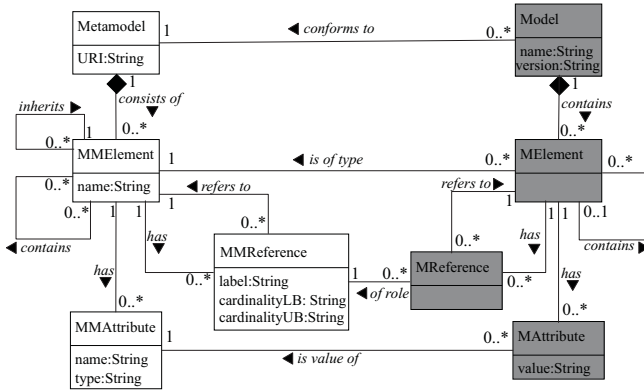 Metamodel
URI:String
1
◀ conforms to
0..*
Model
name:String
version:String
1
consists of
0..*
1
contains
0..*
inherits
1
0..*
MMElement
name:String
1
is of type
0..*
MElement
0..*
0..*
0..*
contains
1
1
1
refers to
0..*
refers to
1
0..*
1
1
0..1
contains
has
0..*
MMReference
label:String
cardinalityLB: String
cardinalityUB:String
1
of role
0..*
MReference
0..*
has
has
0..*
has
0..*
MMAttribute
name:String
type:String
1
is value of
0..*
MAttribute
value:String